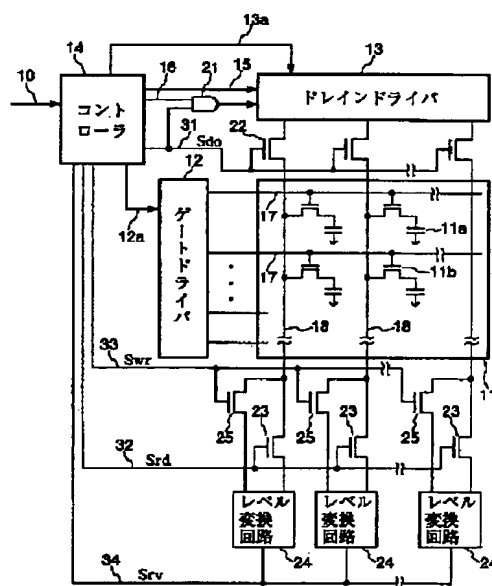 13a
14
16
21
15
13
10
コントローラ
ドレインドライバ
31
22
Sdo
12
12a
ゲートドライバ
17
11a
17
11b
18
18
33
Swr
11
25
23
25
23
25
23
32
Srd
レベル変換回路
レベル変換回路
レベル変換回路
24
24
24
34
Srv